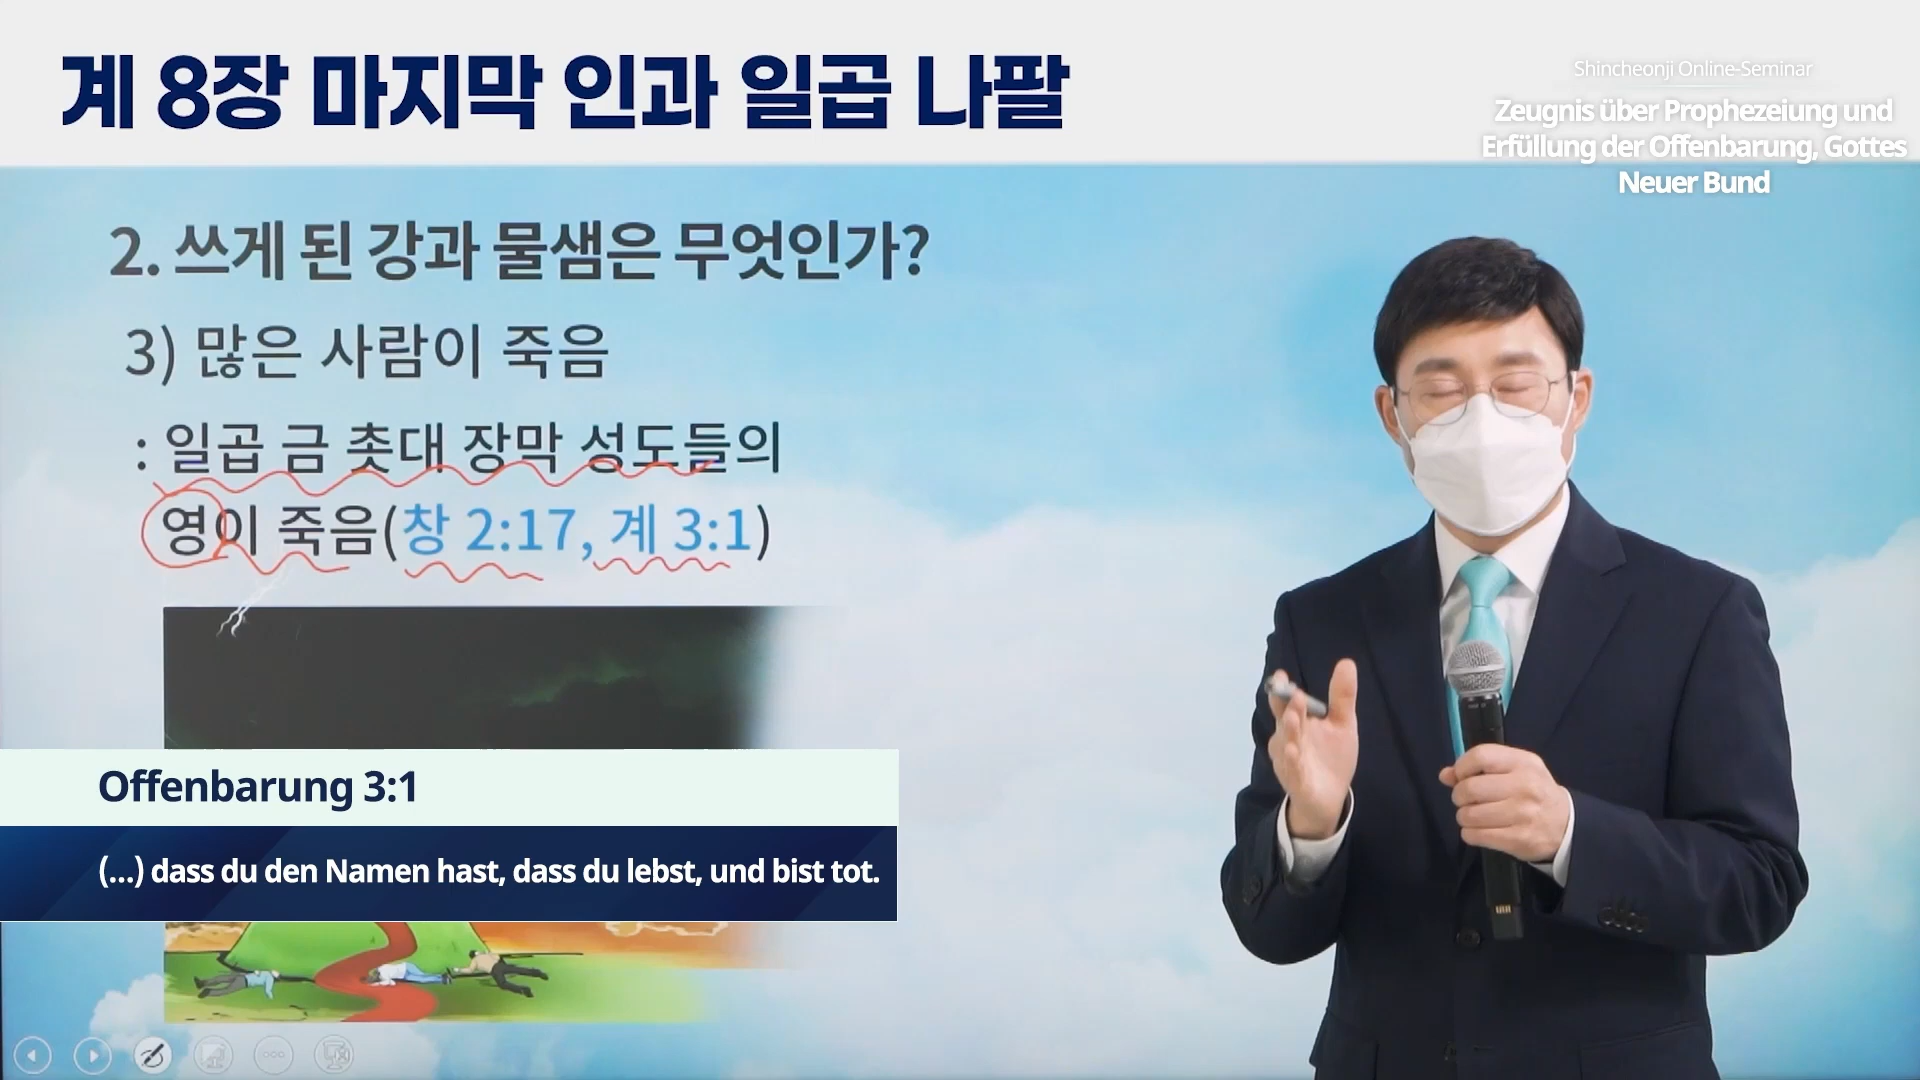 계 8장 마지막 인과 일곱 나팔
Shincheonji Online-Seminar
Zeugnis über Prophezeiung und
Erfüllung der Offenbarung, Gottes
Neuer Bund
2. 쓰게 된 강과 물샘은 무엇인가?
3) 많은 사람이 죽음
: 일곱 금 촛대 장막 성도들의
영이 죽음(창 2:17, 계 3:1)
Offenbarung 3:1
(...) dass du den Namen hast, dass du lebst, und bist tot.